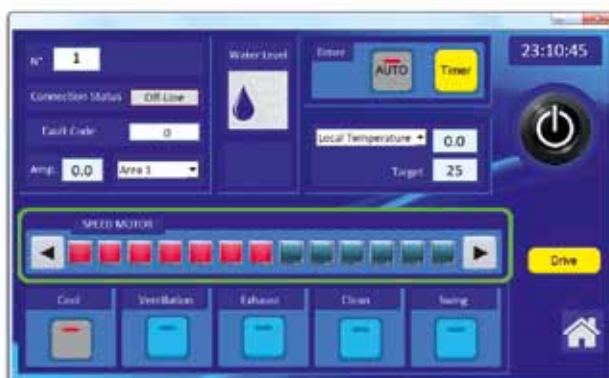 N° 1
Water Level
Timer
AUTO
Timer
23:10:45
Connection Status Off-Line
Fault Code 0
Local Temperature 0.0
Amp. 0.0 Area 1
Target 25
SPEED MOTOR
Drive
Cool
Ventilation
Exhaust
Clean
Swing